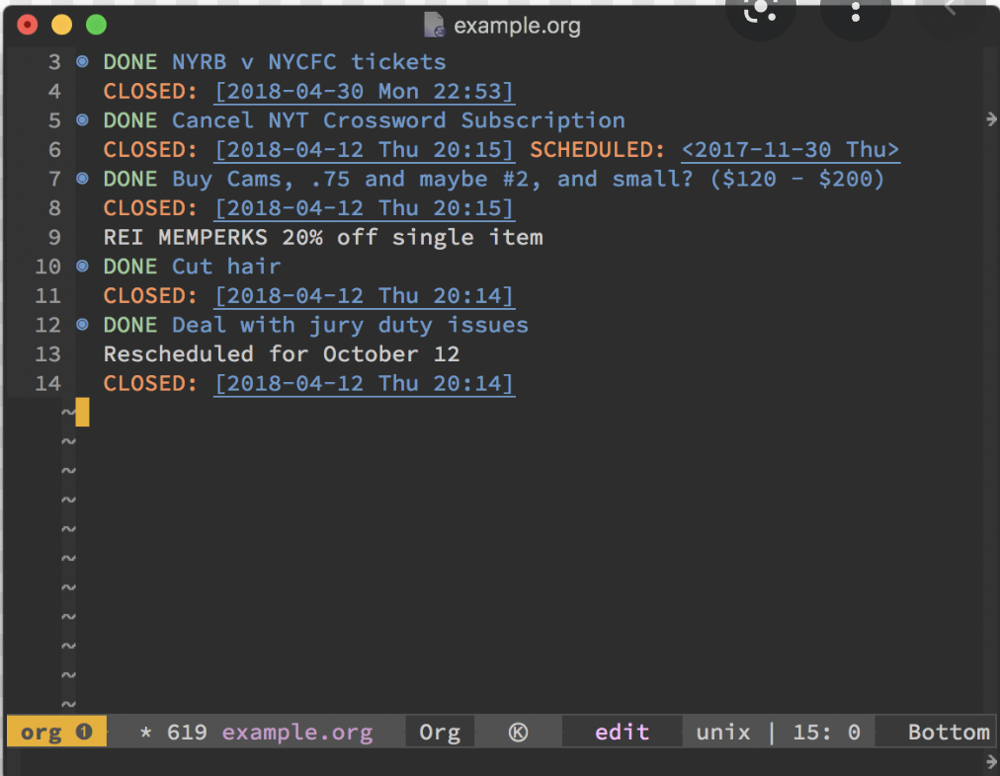 example.org
3 DONE NYRB v NYCFC tickets
4 CLOSED: [2018-04-30 Mon 22:53]
5 DONE Cancel NYT Crossword Subscription
6 CLOSED: [2018-04-12 Thu 20:15] SCHEDULED: <2017-11-30 Thu>
7 DONE Buy Cams, .75 and maybe #2, and small? ($120 - $200)
8 CLOSED: [2018-04-12 Thu 20:15]
9 REI MEMPERKS 20% off single item
10 DONE Cut hair
11 CLOSED: [2018-04-12 Thu 20:14]
12 DONE Deal with jury duty issues
13 Rescheduled for October 12
14 CLOSED: [2018-04-12 Thu 20:14]
~
~
~
~
~
~
~
~
~
~
~
org ❶ * 619 example.org Org Ⓚ edit unix | 15: 0 Bottom